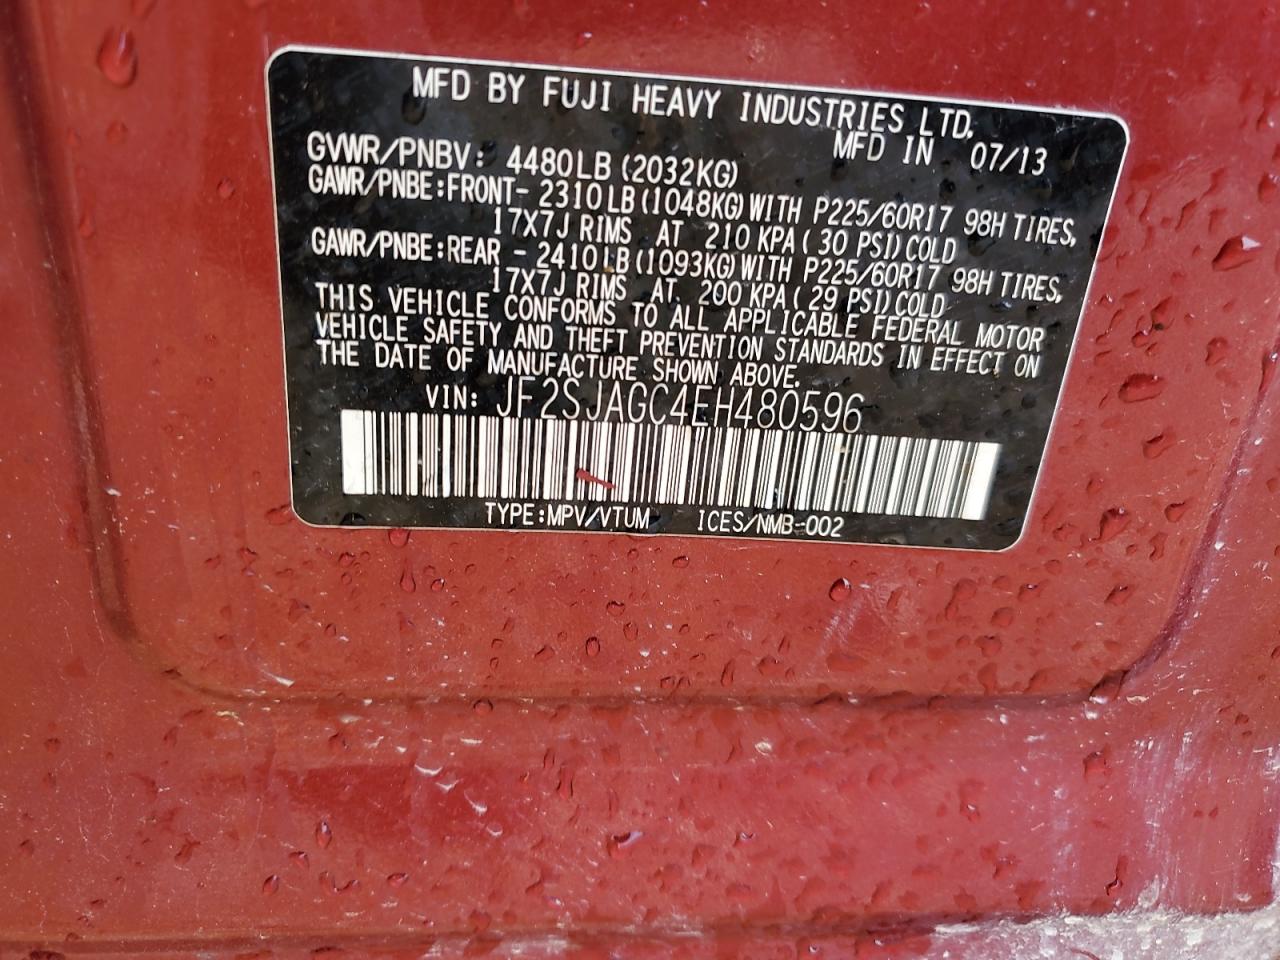 MFD BY FUJI HEAVY INDUSTRIES LTD.
MFD IN 07/13
GVWR/PNBV: 4480LB (2032KG)
GAWR/PNBE:FRONT- 2310LB(1048KG)WITH P225/60R17 98H TIRES,
17X7J RIMS AT 210 KPA( 30 PSI)COLD
GAWR/PNBE:REAR - 2410LB(1093KG)WITH P225/60R17 98H TIRES,
17X7J RIMS AT 200 KPA( 29 PSI)COLD
THIS VEHICLE CONFORMS TO ALL APPLICABLE FEDERAL MOTOR
VEHICLE SAFETY AND THEFT PREVENTION STANDARDS IN EFFECT ON
THE DATE OF MANUFACTURE SHOWN ABOVE.
VIN: JF2SJAGC4EH480596
TYPE:MPV/VTUM ICES/NMB-002